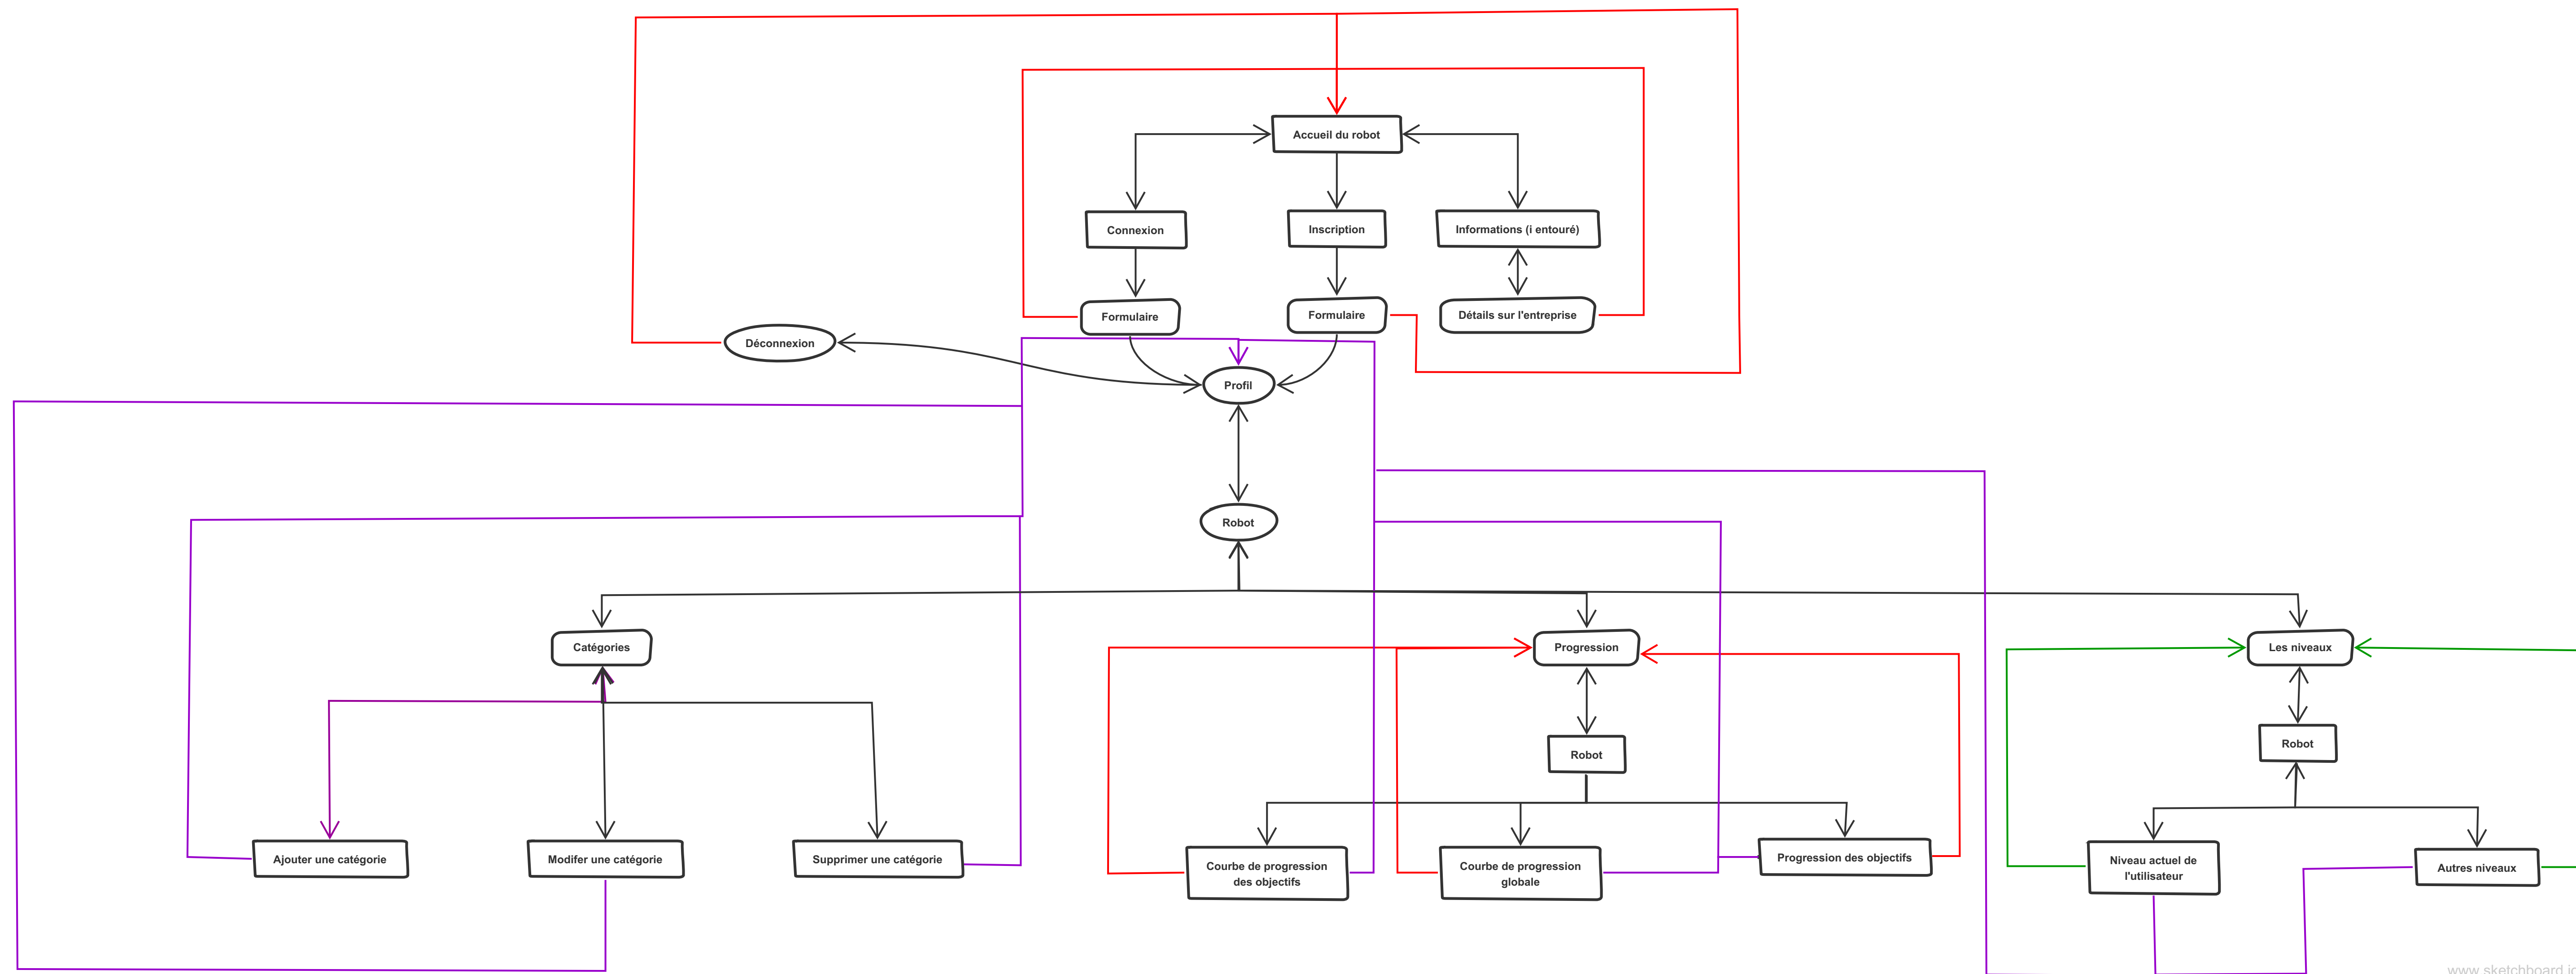 Accueil du robot
Connexion
Inscription
Informations (i entouré)
Formulaire
Formulaire
Détails sur l'entreprise
Déconnexion
Profil
Robot
Catégories
Progression
Les niveaux
Robot
Robot
Ajouter une catégorie
Modifer une catégorie
Supprimer une catégorie
Courbe de progression
des objectifs
Courbe de progression
globale
Progression des objectifs
Niveau actuel de
l'utilisateur
Autres niveaux
www.sketchboard.io